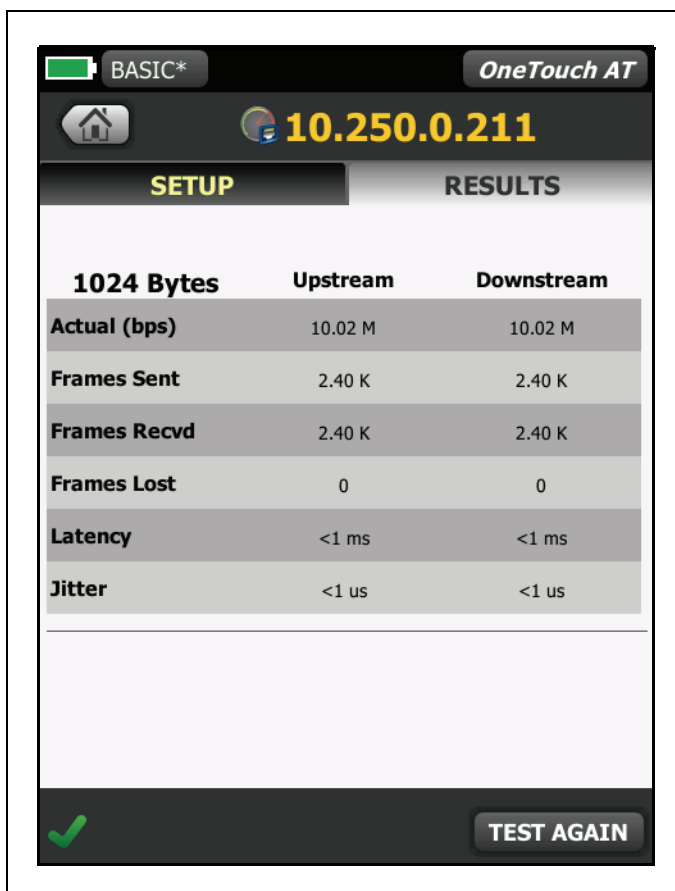 BASIC* OneTouch AT
10.250.0.211
SETUP RESULTS
1024 Bytes Upstream Downstream
Actual (bps) 10.02 M 10.02 M
Frames Sent 2.40 K 2.40 K
Frames Recvd 2.40 K 2.40 K
Frames Lost 0 0
Latency <1 ms <1 ms
Jitter <1 us <1 us
TEST AGAIN